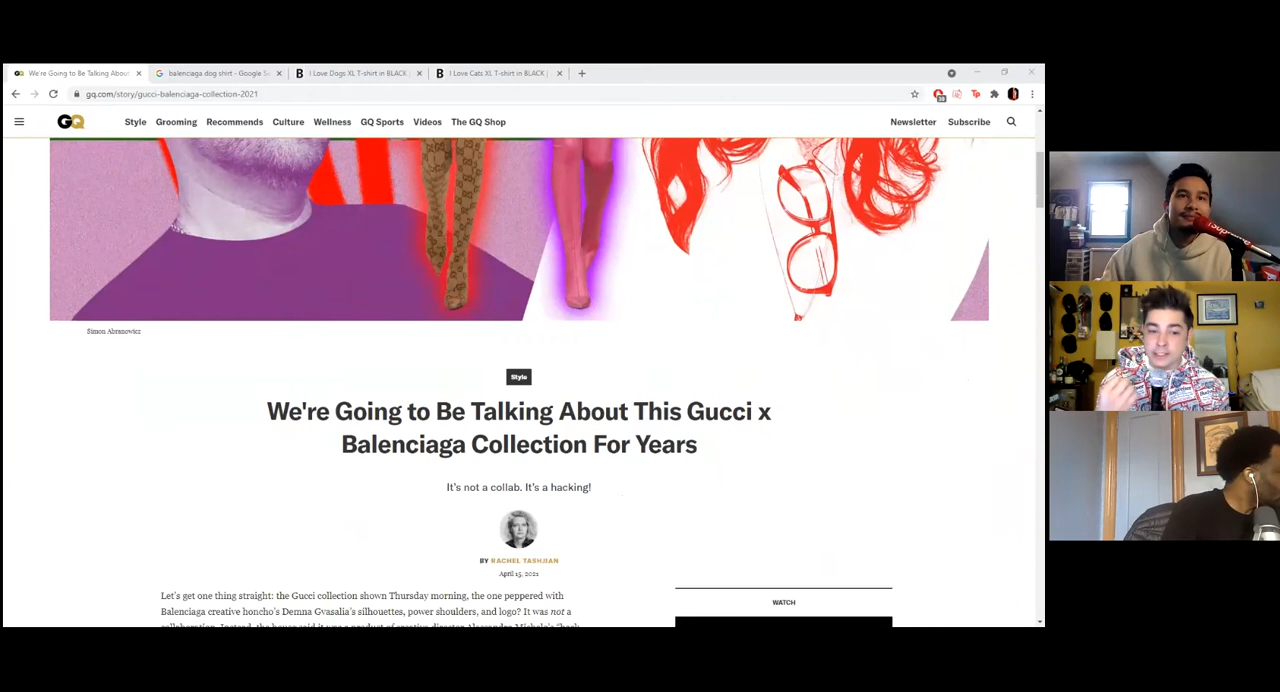 We're Going to Be Talking About
balenciaga dog shirt - Google Se
I Love Dogs XL T-shirt in BLACK
I Love Cats XL T-shirt in BLACK
gq.com/story/gucci-balenciaga-collection-2021
GQ
Style Grooming Recommends Culture Wellness GQ Sports Videos The GQ Shop
Newsletter Subscribe
Simon Abranowicz
Style
We're Going to Be Talking About This Gucci x
Balenciaga Collection For Years
It's not a collab. It's a hacking!
BY RACHEL TASHJIAN
April 15, 2021
Let's get one thing straight: the Gucci collection shown Thursday morning, the one peppered with
Balenciaga creative honcho's Demna Gvasalia's silhouettes, power shoulders, and logo? It was not a
WATCH